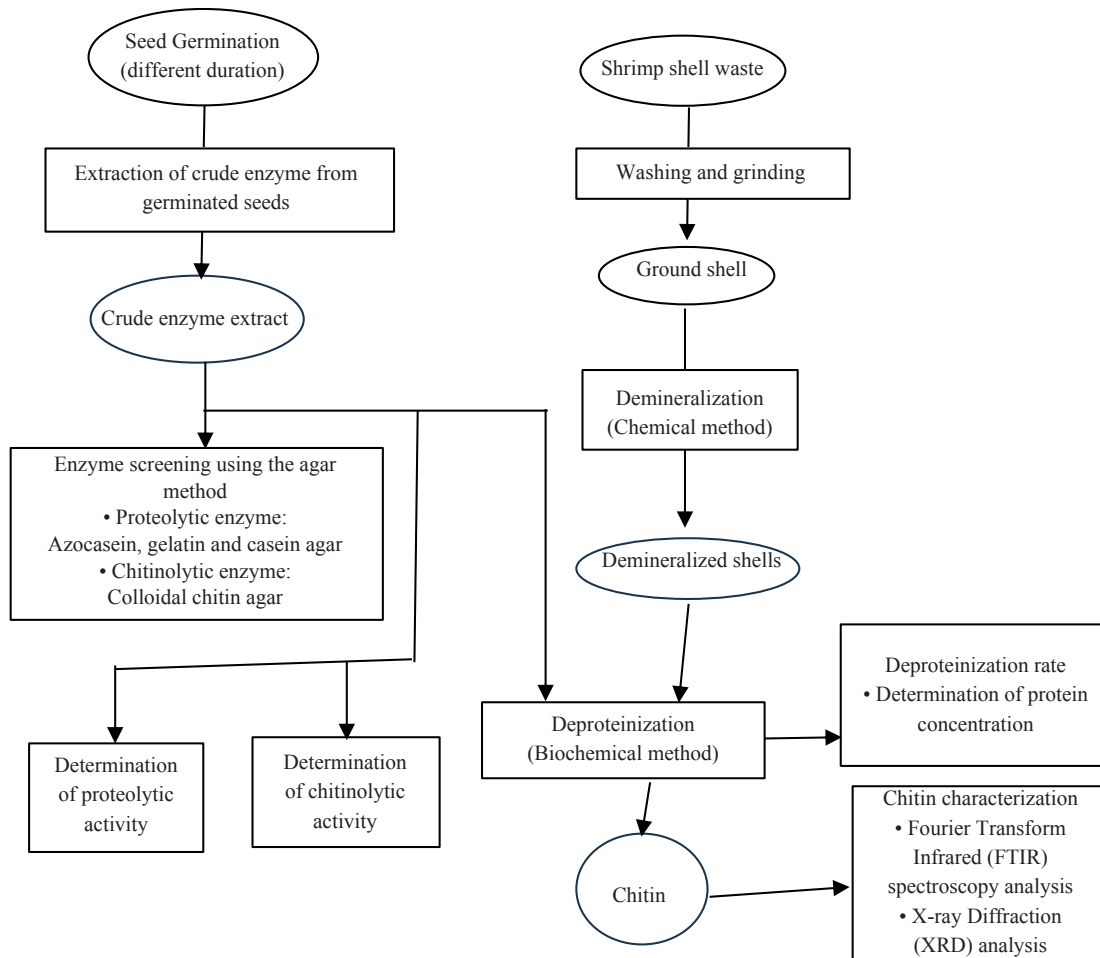 Seed Germination
(different duration)
Extraction of crude enzyme from
germinated seeds
Crude enzyme extract
Enzyme screening using the agar
method
• Proteolytic enzyme:
Azocasein, gelatin and casein agar
• Chitinolytic enzyme:
Colloidal chitin agar
Determination
of proteolytic
activity
Determination
of chitinolytic
activity
Shrimp shell waste
Washing and grinding
Ground shell
Demineralization
(Chemical method)
Demineralized shells
Deproteinization
(Biochemical method)
Deproteinization rate
• Determination of protein
concentration
Chitin
Chitin characterization
• Fourier Transform
Infrared (FTIR)
spectroscopy analysis
• X-ray Diffraction
(XRD) analysis